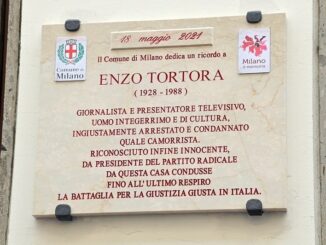 18 maggio 2021
Il Comune di Milano dedica un ricordo a
Comune di
Milano
Milano
è memoria
ENZO TORTORA
(1928 - 1988)
GIORNALISTA E PRESENTATORE TELEVISIVO,
UOMO INTEGERRIMO E DI CULTURA,
INGIUSTAMENTE ARRESTATO E CONDANNATO
QUALE CAMORRISTA.
RICONOSCIUTO INFINE INNOCENTE,
DA PRESIDENTE DEL PARTITO RADICALE
DA QUESTA CASA CONDUSSE
FINO ALL'ULTIMO RESPIRO
LA BATTAGLIA PER LA GIUSTIZIA GIUSTA IN ITALIA.